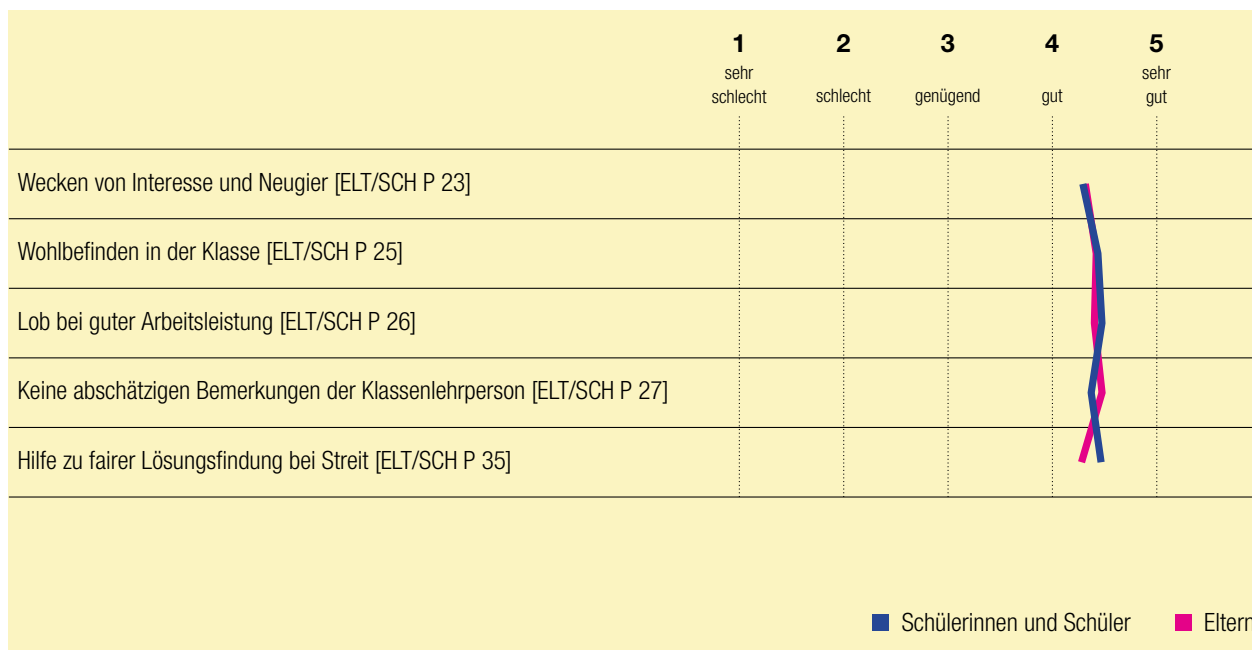 1 2 3 4 5
sehr sehr
schlecht schlecht genügend gut gut
Wecken von Interesse und Neugier [ELT/SCH P 23]
Wohlbefinden in der Klasse [ELT/SCH P 25]
Lob bei guter Arbeitsleistung [ELT/SCH P 26]
Keine abschätzigen Bemerkungen der Klassenlehrperson [ELT/SCH P 27]
Hilfe zu fairer Lösungsfindung bei Streit [ELT/SCH P 35]
Schülerinnen und Schüler Eltern